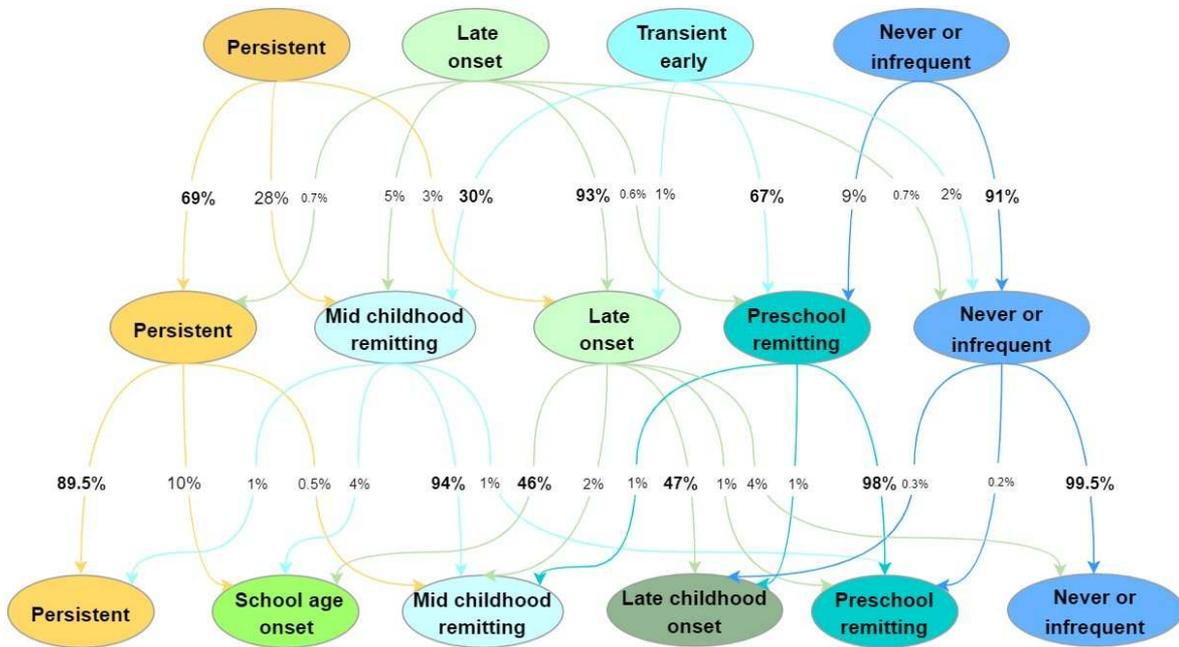 Persistent
Late
onset
Transient
early
Never or
infrequent
69% 28% 0.7% 5% 3% 30% 93% 0.6% 1% 67% 9% 0.7% 2% 91%
Persistent
Mid childhood
remitting
Late
onset
Preschool
remitting
Never or
infrequent
89.5% 10% 1% 0.5% 4% 94% 1% 46% 2% 1% 47% 1% 4% 1% 98% 0.3% 0.2% 99.5%
Persistent
School age
onset
Mid childhood
remitting
Late childhood
onset
Preschool
remitting
Never or
infrequent